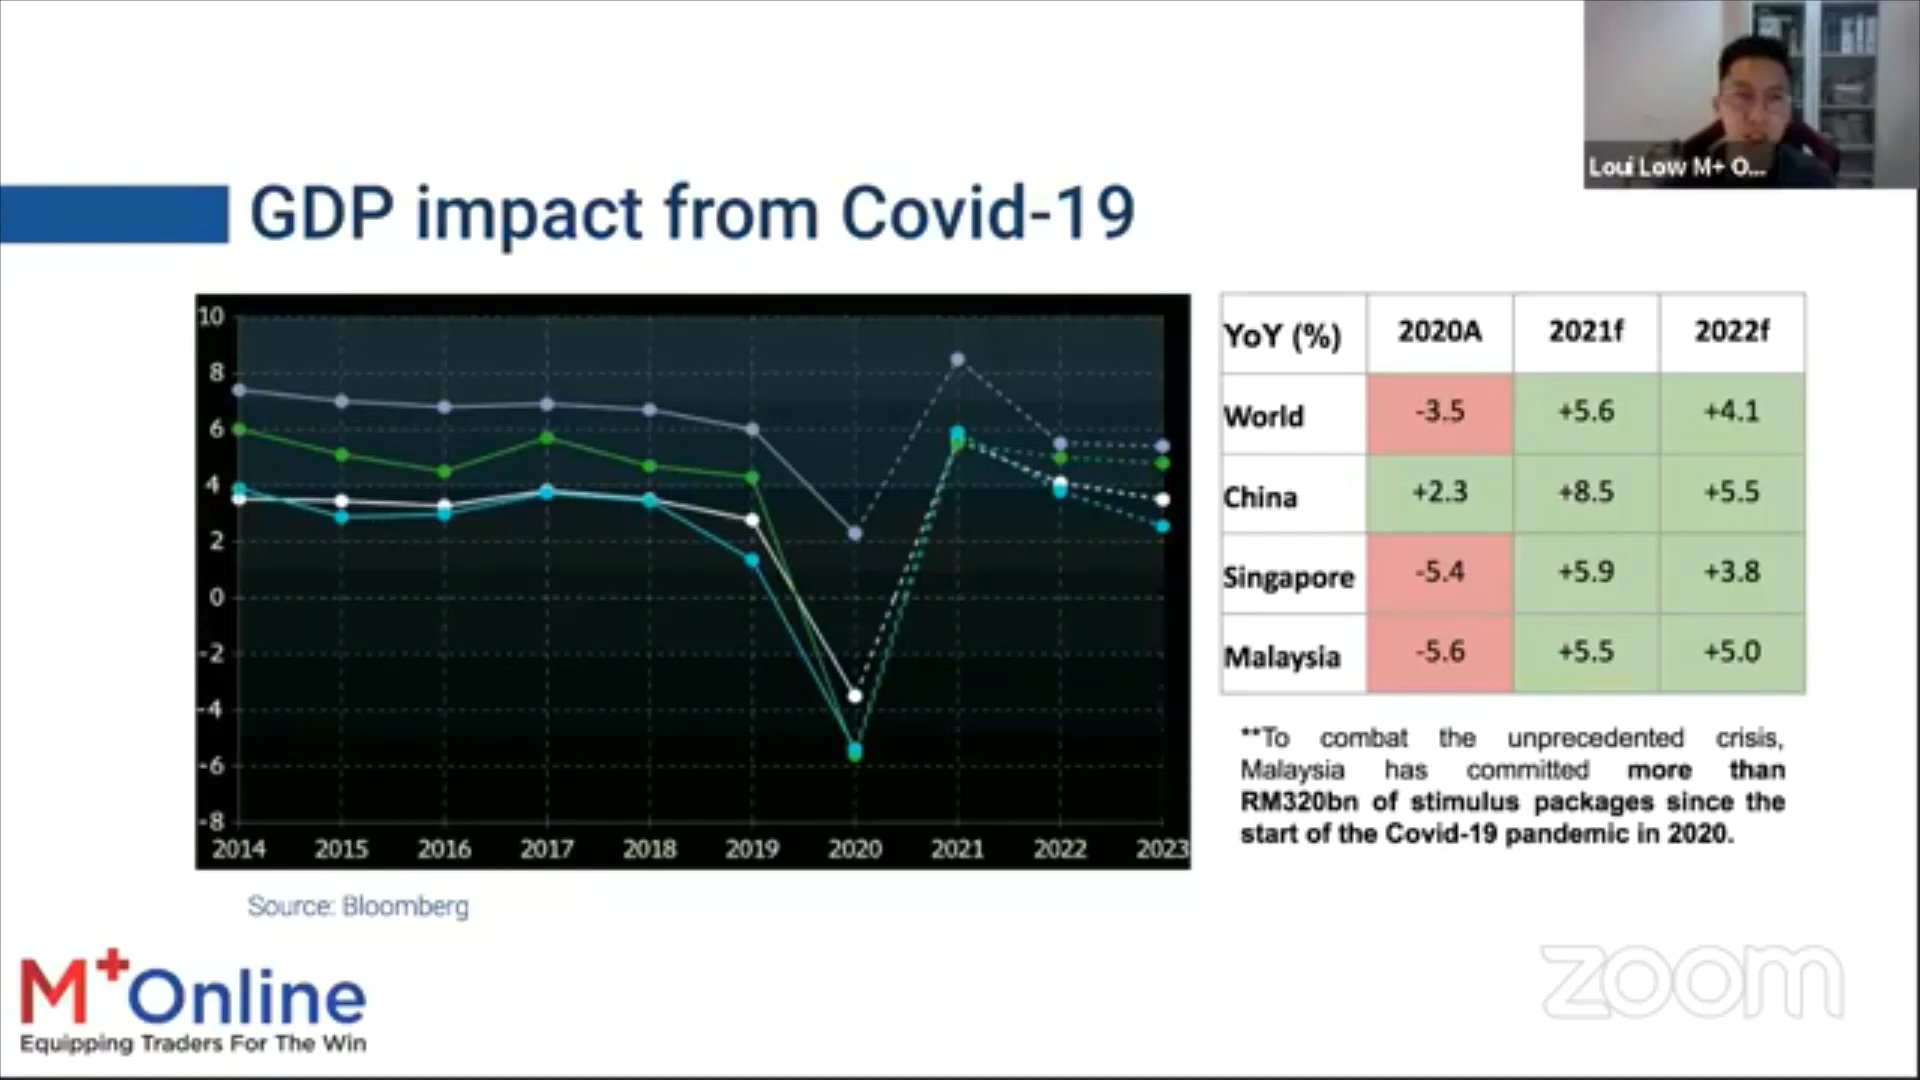 Loui Low M+ O...
GDP impact from Covid-19
10
8
6
4
2
0
-2
-4
-6
-8
2014 2015 2016 2017 2018 2019 2020 2021 2022 2023
YoY (%) 2020A 2021f 2022f
World -3.5 +5.6 +4.1
China +2.3 +8.5 +5.5
Singapore -5.4 +5.9 +3.8
Malaysia -5.6 +5.5 +5.0
**To combat the unprecedented crisis,
Malaysia has committed more than
RM320bn of stimulus packages since the
start of the Covid-19 pandemic in 2020.
Source: Bloomberg
M+Online
Equipping Traders For The Win
zoom